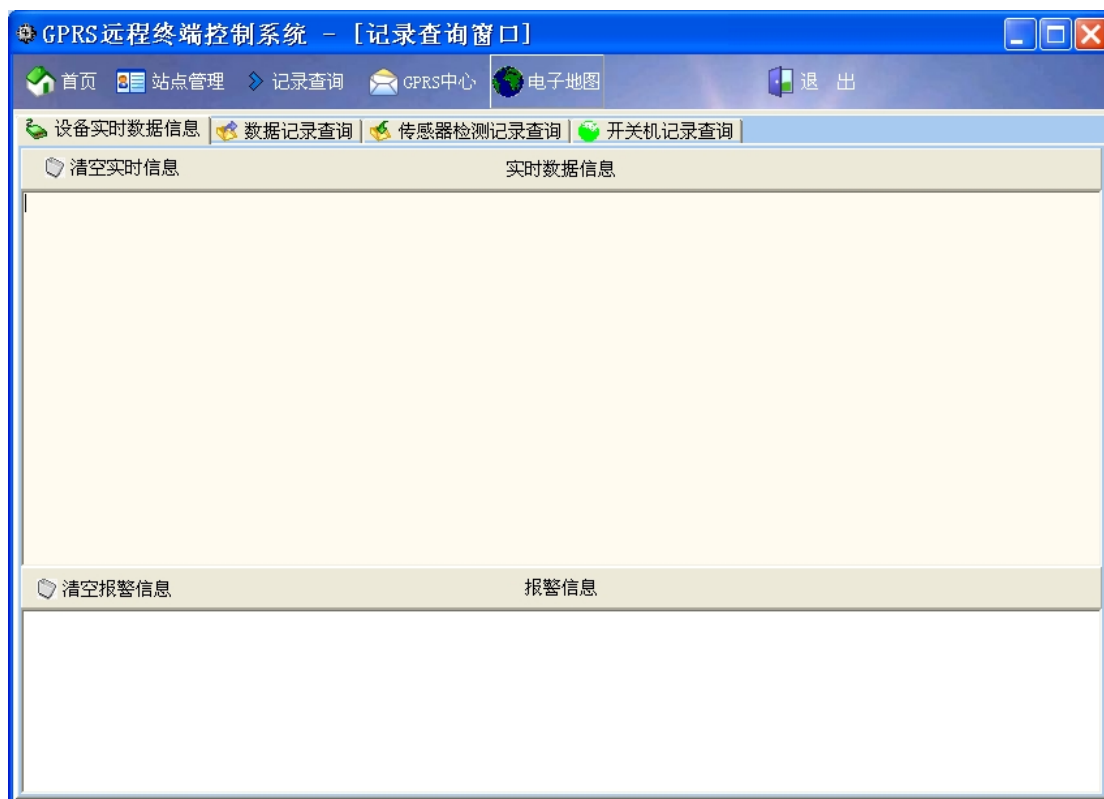 GPRS远程终端控制系统 - [记录查询窗口]
首页 站点管理 记录查询 GPRS中心 电子地图 退 出
设备实时数据信息 数据记录查询 传感器检测记录查询 开关机记录查询
清空实时信息 实时数据信息
清空报警信息 报警信息